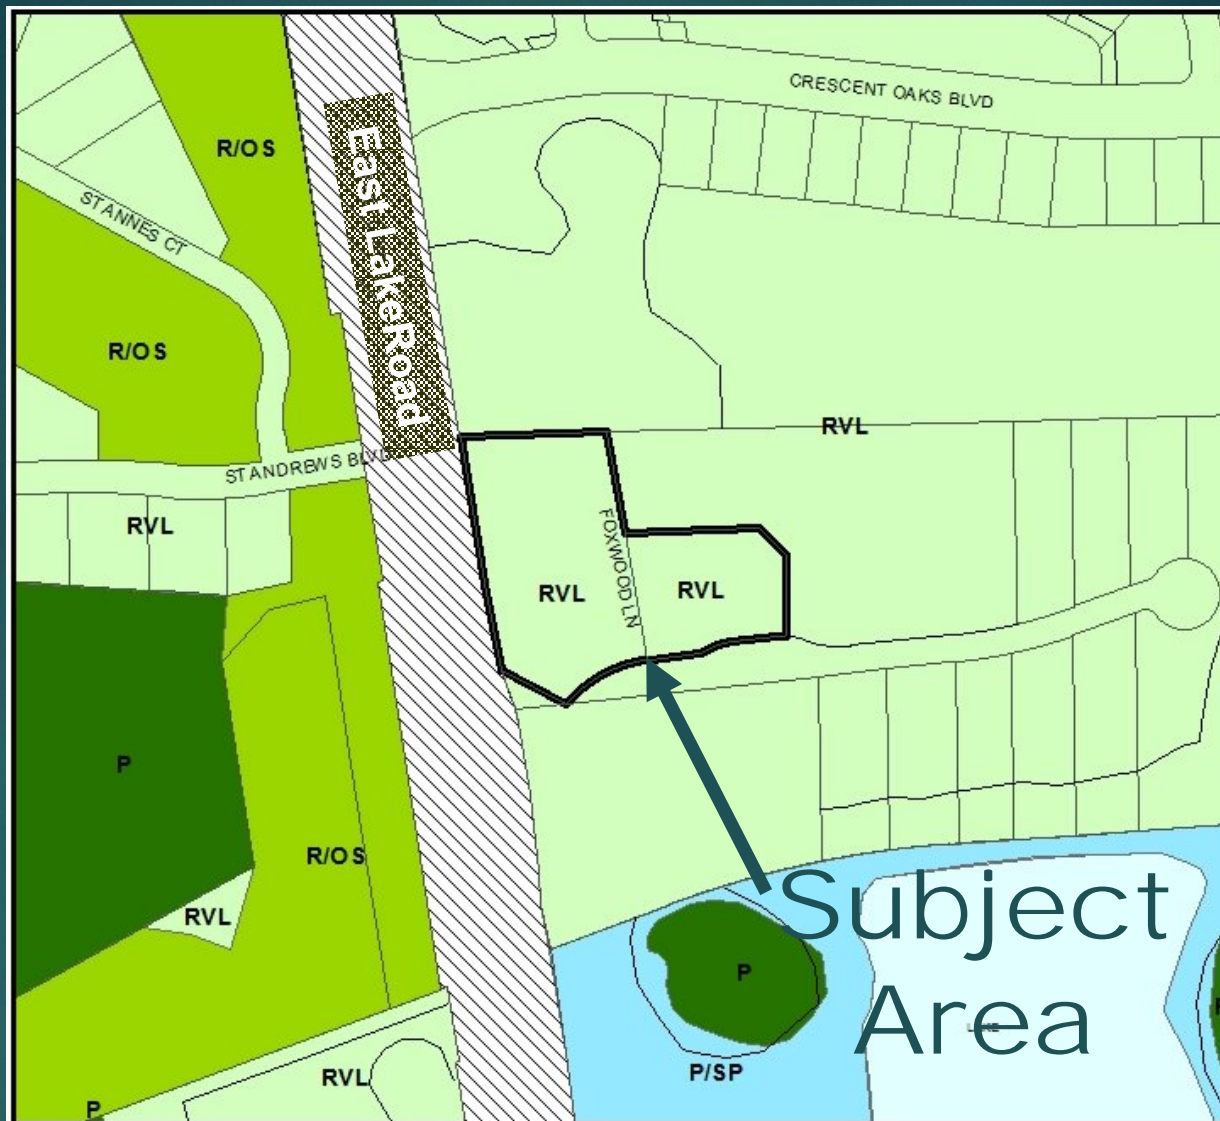 CRESCENT OAKS BLVD
R/OS
East Lake Road
ST ANNES CT
R/OS
RVL
ST ANDREWS BLVD
RVL
FOXWOOD LN
RVL
RVL
P
R/OS
RVL
Subject
Area
P
LAKE
P/SP
RVL
P